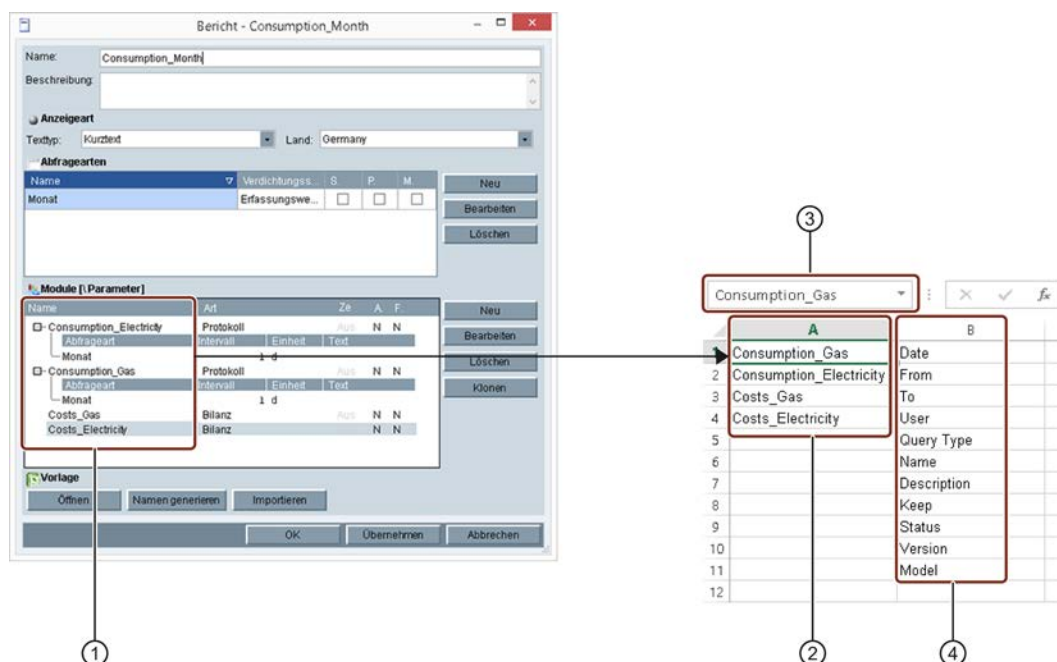 Bericht - Consumption_Month
Name: Consumption_Month
Beschreibung:
Anzeigeart
Texttyp: Kurztext Land: Germany
Abfragearten
Name Verdichtungss... S. P. M.
Monat Erfassungswe...
Neu
Bearbeiten
Löschen
Module [\Parameter]
Name Art Ze A. F..
Consumption_Electricity Protokoll Aus N N
Abfrageart Intervall Einheit Text
Monat 1 d
Consumption_Gas Protokoll Aus N N
Abfrageart Intervall Einheit Text
Monat 1 d
Costs_Gas Bilanz Aus N N
Costs_Electricity Bilanz N N
Neu
Bearbeiten
Löschen
Klonen
Vorlage
Öffnen Namen generieren Importieren
OK Übernehmen Abbrechen
1
3
Consumption_Gas fx
A B
1 Consumption_Gas Date
2 Consumption_Electricity From
3 Costs_Gas To
4 Costs_Electricity User
5 Query Type
6 Name
7 Description
8 Keep
9 Status
10 Version
11 Model
12
2 4